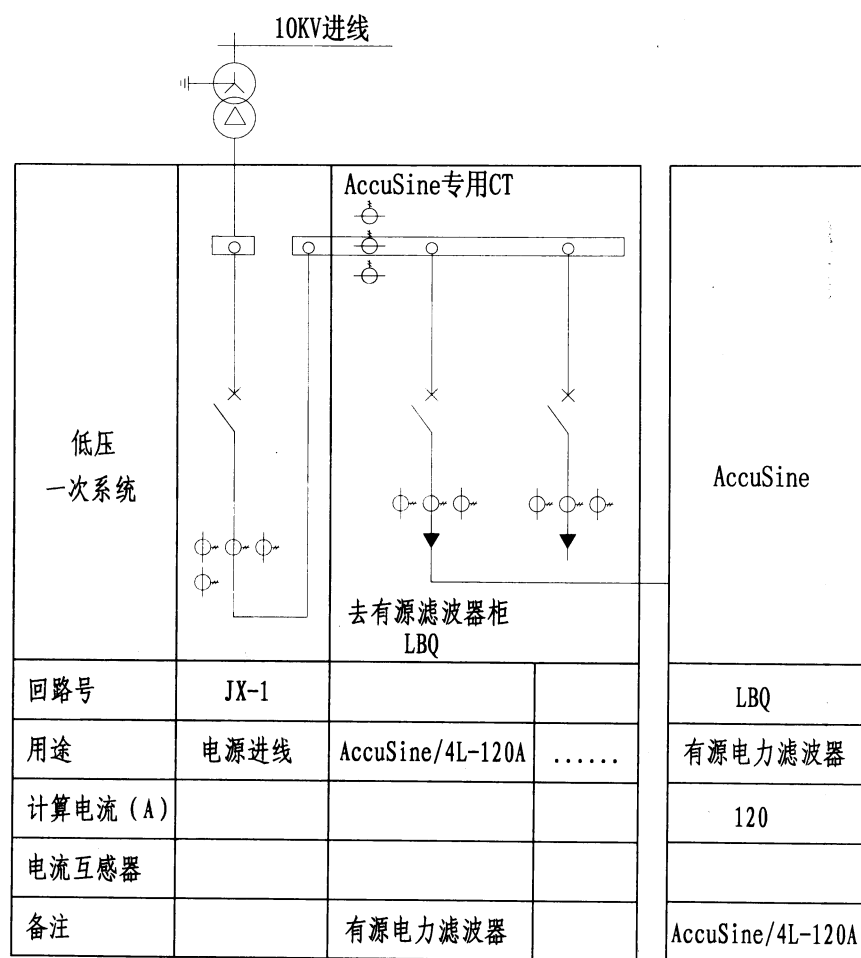 10KV进线
AccuSine专用CT
低压
一次系统
AccuSine
去有源滤波器柜
LBQ
回路号 JX-1 LBQ
用途 电源进线 AccuSine/4L-120A ...... 有源电力滤波器
计算电流（A） 120
电流互感器
备注 有源电力滤波器 AccuSine/4L-120A